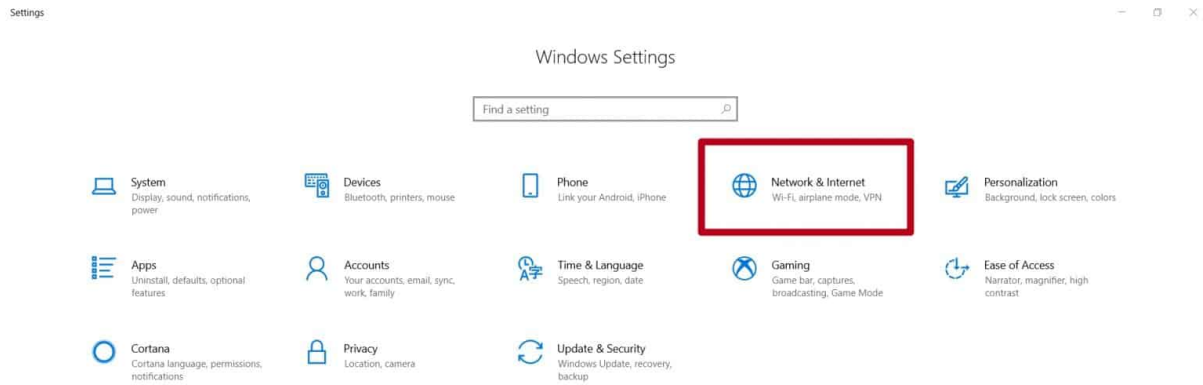 Settings
Windows Settings
Find a setting
System
Display, sound, notifications,
power
Devices
Bluetooth, printers, mouse
Phone
Link your Android, iPhone
Network & Internet
Wi-Fi, airplane mode, VPN
Personalization
Background, lock screen, colors
Apps
Uninstall, defaults, optional
features
Accounts
Your accounts, email, sync,
work, family
Time & Language
Speech, region, date
Gaming
Game bar, captures,
broadcasting, Game Mode
Ease of Access
Narrator, magnifier, high
contrast
Cortana
Cortana language, permissions,
notifications
Privacy
Location, camera
Update & Security
Windows Update, recovery,
backup